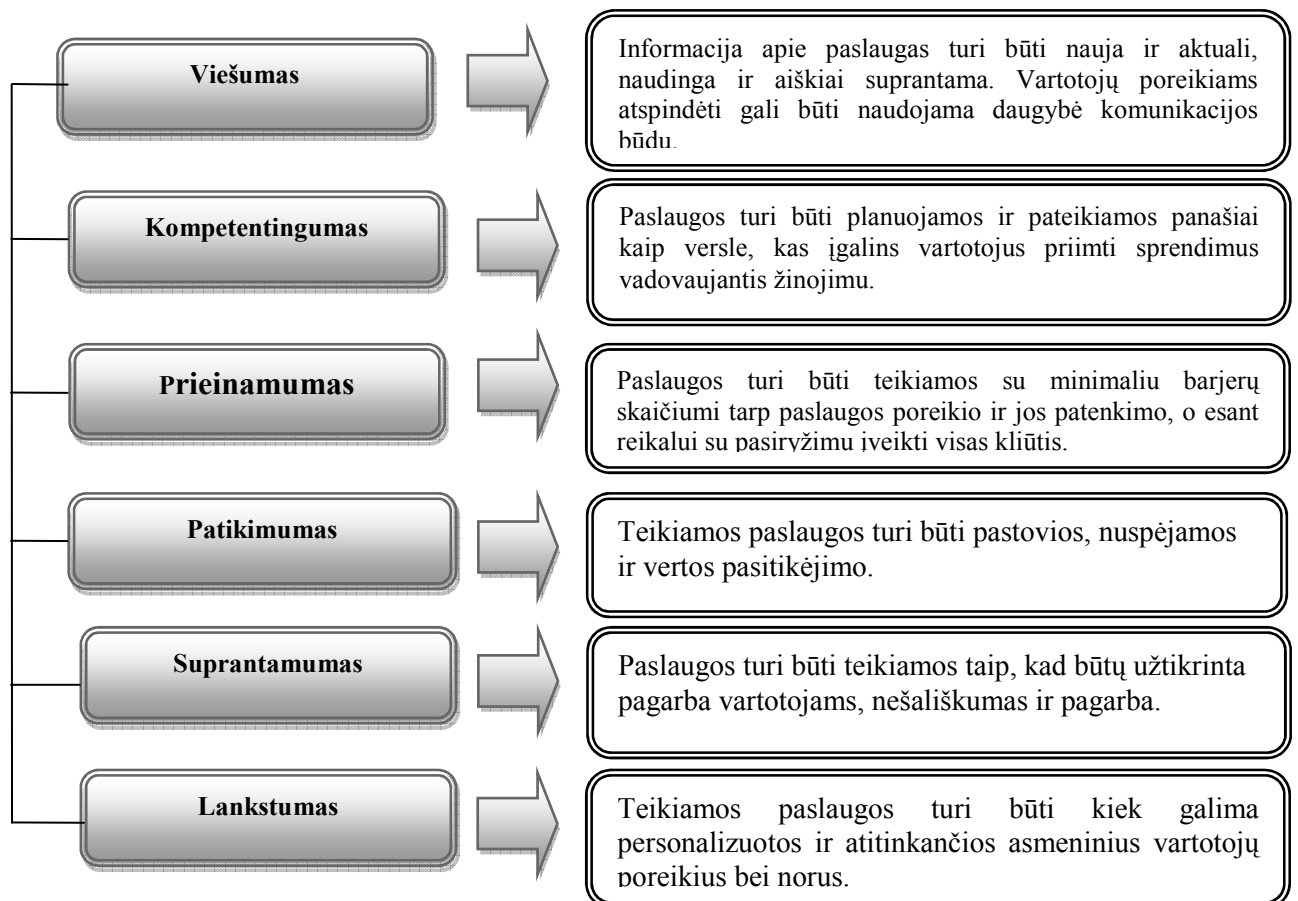 Viešumas
Informacija apie paslaugas turi būti nauja ir aktuali,
naudinga ir aiškiai suprantama. Vartotojų poreikiams
atspindėti gali būti naudojama daugybė komunikacijos
būdų.
Kompetentingumas
Paslaugos turi būti planuojamos ir pateikiamos panašiai
kaip versle, kas įgalins vartotojus priimti sprendimus
vadovaujantis žinojimu.
Prieinamumas
Paslaugos turi būti teikiamos su minimaliu barjerų
skaičiumi tarp paslaugos poreikio ir jos patenkimo, o esant
reikalui su pasiryžimu įveikti visas kliūtis.
Patikimumas
Teikiamos paslaugos turi būti pastovios, nuspėjamos
ir vertos pasitikėjimo.
Suprantamumas
Paslaugos turi būti teikiamos taip, kad būtų užtikrinta
pagarba vartotojams, nešališkumas ir pagarba.
Lankstumas
Teikiamos paslaugos turi būti kiek galima
personalizuotos ir atitinkančios asmeninius vartotojų
poreikius bei norus.